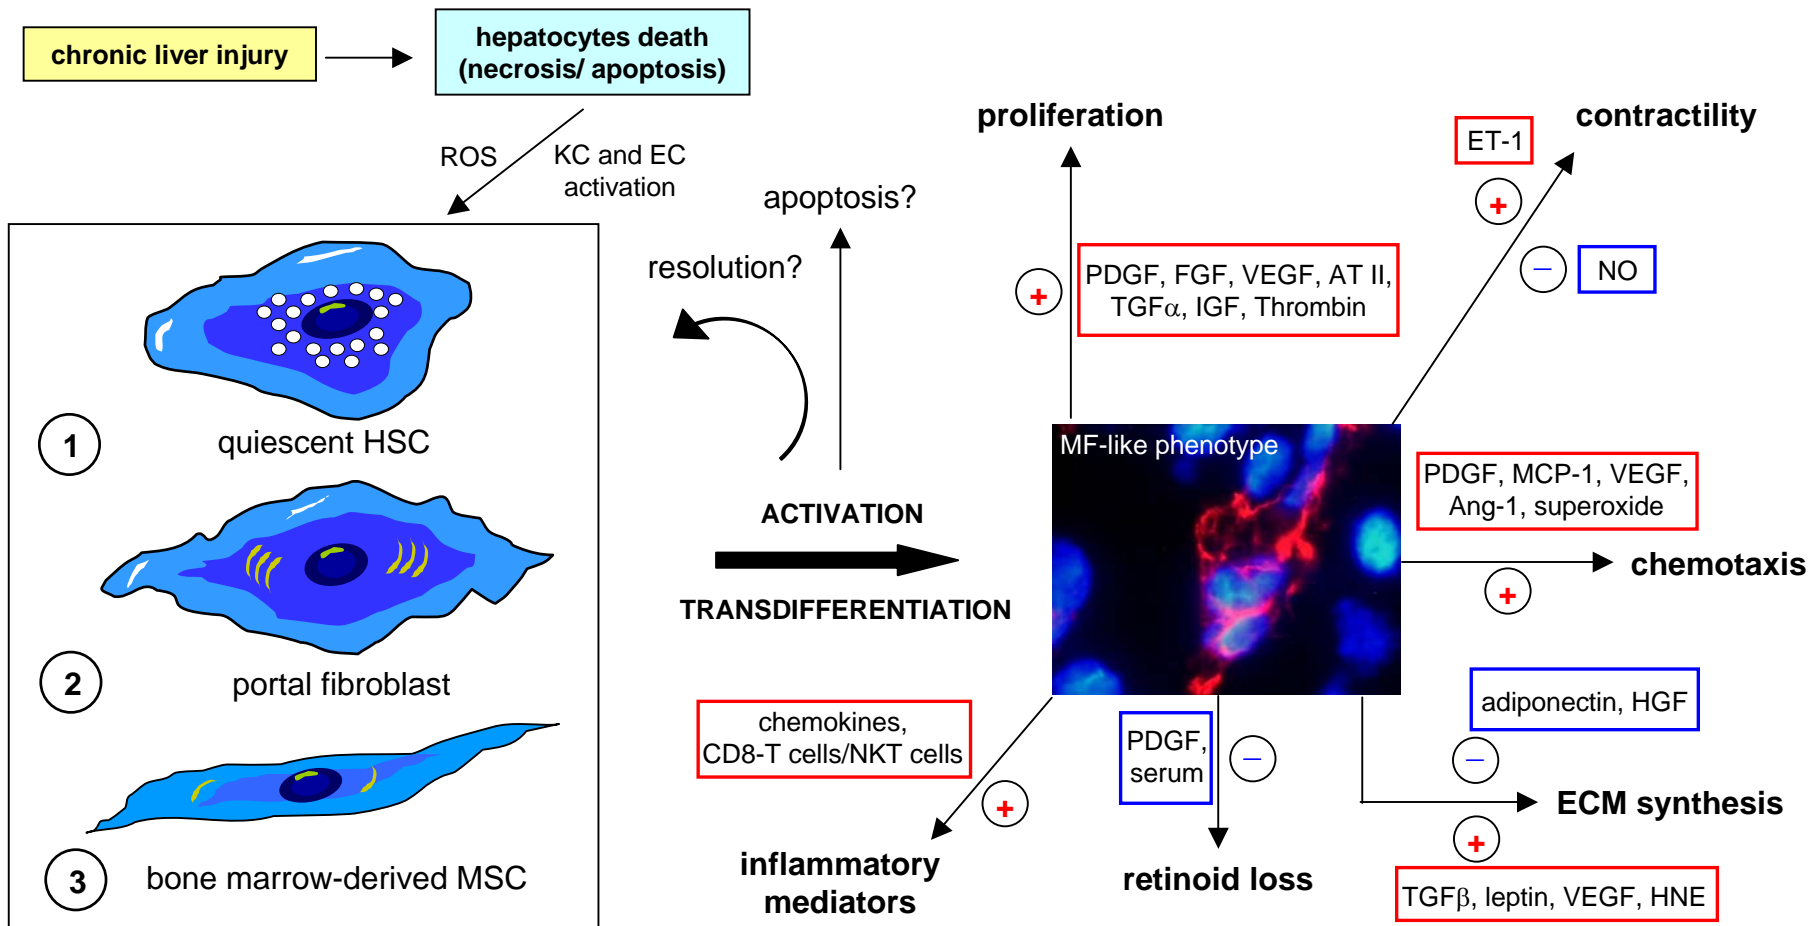 chronic liver injury
hepatocytes death
(necrosis/ apoptosis)
ROS
KC and EC
activation
1
quiescent HSC
2
portal fibroblast
3
bone marrow-derived MSC
resolution?
apoptosis?
ACTIVATION
TRANSDIFFERENTIATION
MF-like phenotype
proliferation
+
PDGF, FGF, VEGF, AT II,
TGFα, IGF, Thrombin
contractility
ET-1
+
−
NO
PDGF, MCP-1, VEGF,
Ang-1, superoxide
chemotaxis
+
adiponectin, HGF
−
ECM synthesis
+
TGFβ, leptin, VEGF, HNE
PDGF,
serum
−
retinoid loss
chemokines,
CD8-T cells/NKT cells
+
inflammatory
mediators